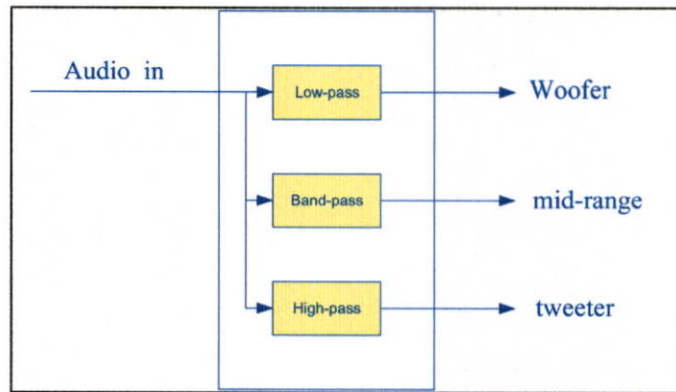 Audio in
Low-pass
Woofer
Band-pass
mid-range
High-pass
tweeter